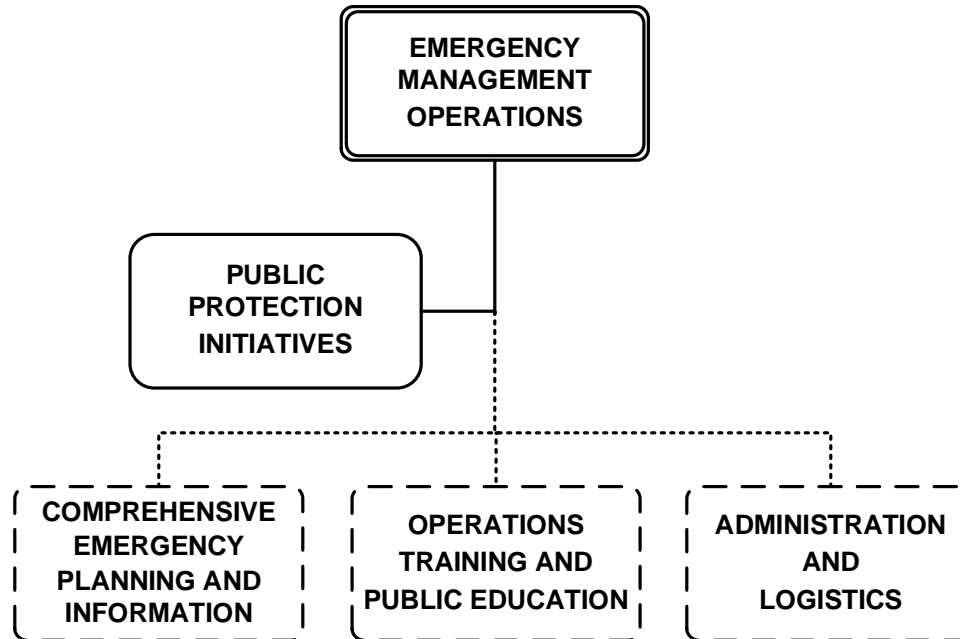 EMERGENCY
MANAGEMENT
OPERATIONS
PUBLIC
PROTECTION
INITIATIVES
COMPREHENSIVE
EMERGENCY
PLANNING AND
INFORMATION
OPERATIONS
TRAINING AND
PUBLIC EDUCATION
ADMINISTRATION
AND
LOGISTICS